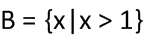 B = {x|x > 1}